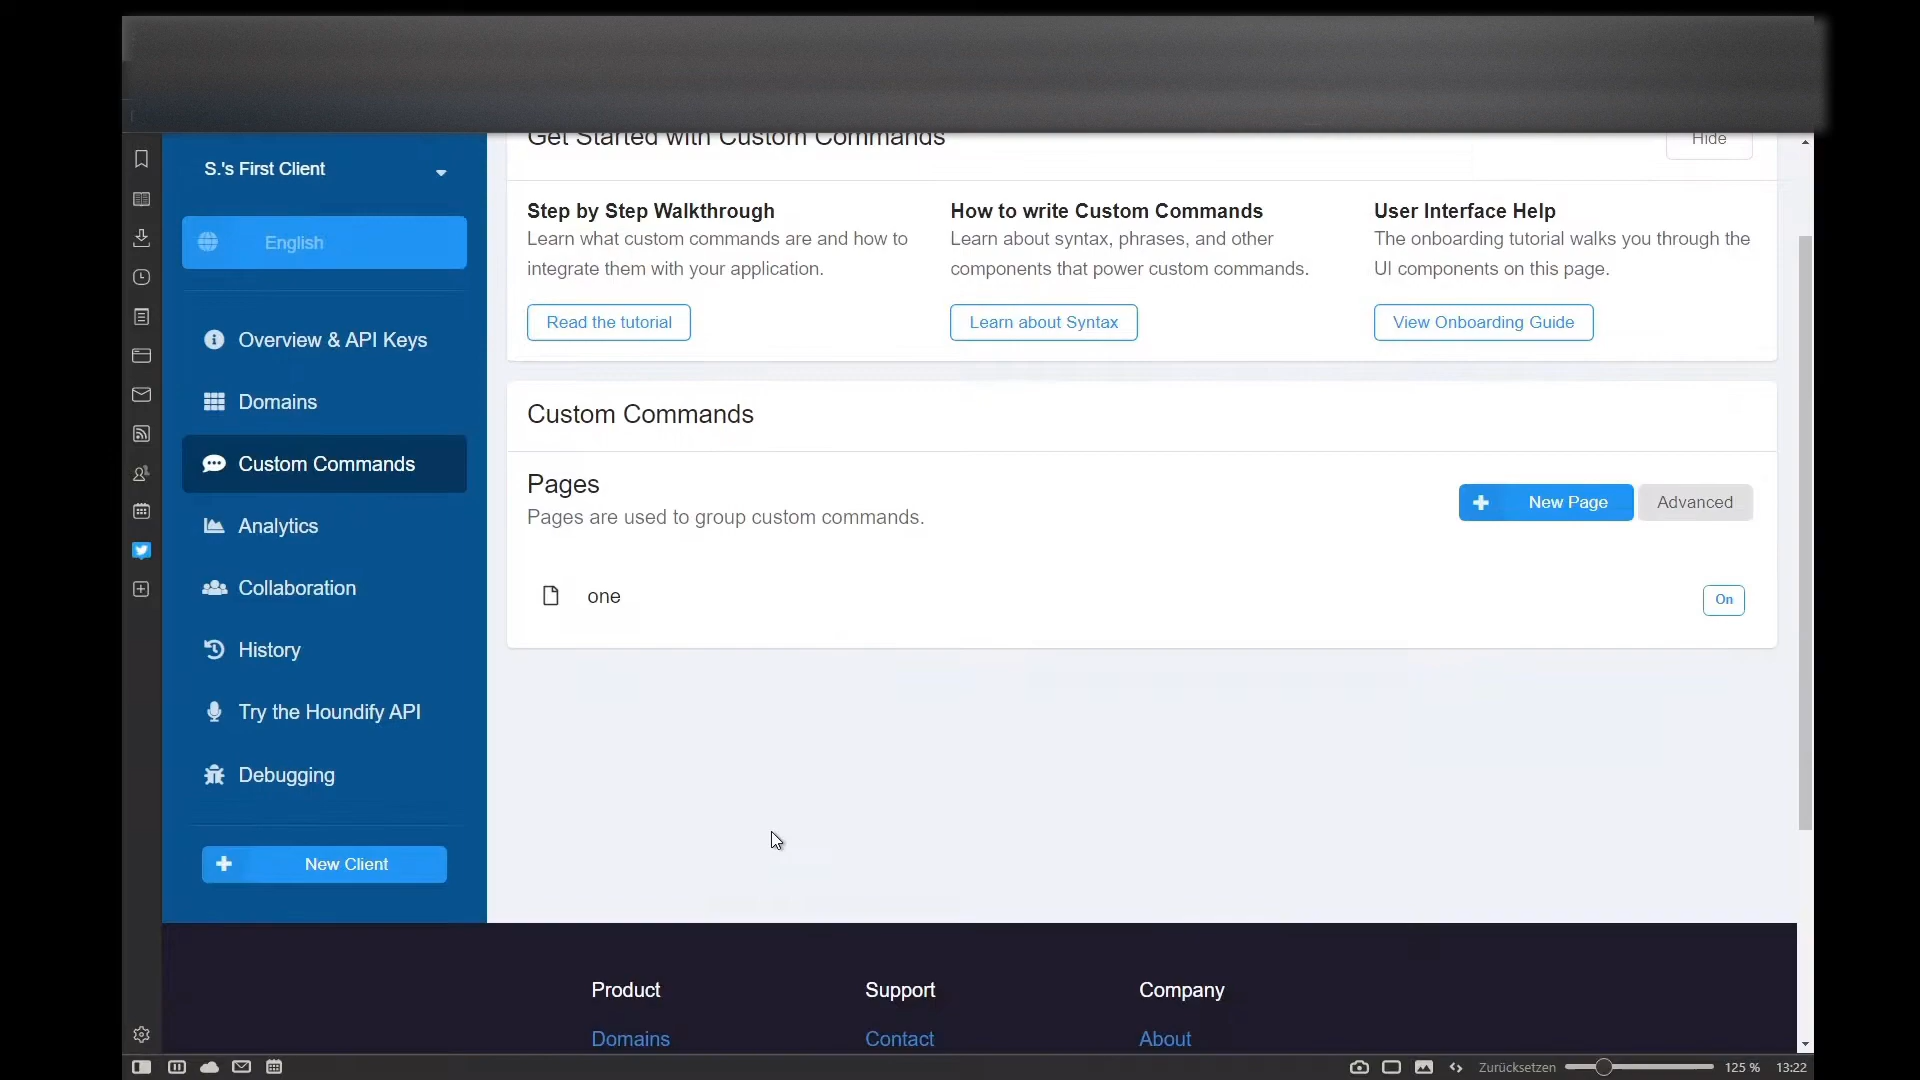 Get Started with Custom Commands
Hide
S.'s First Client
English
Overview & API Keys
Domains
Custom Commands
Analytics
Collaboration
History
Try the Houndify API
Debugging
New Client
Step by Step Walkthrough
Learn what custom commands are and how to
integrate them with your application.
Read the tutorial
How to write Custom Commands
Learn about syntax, phrases, and other
components that power custom commands.
Learn about Syntax
User Interface Help
The onboarding tutorial walks you through the
UI components on this page.
View Onboarding Guide
Custom Commands
Pages
Pages are used to group custom commands.
New Page
Advanced
one
On
Product
Domains
Support
Contact
Company
About
Zurücksetzen
125 %
13:22